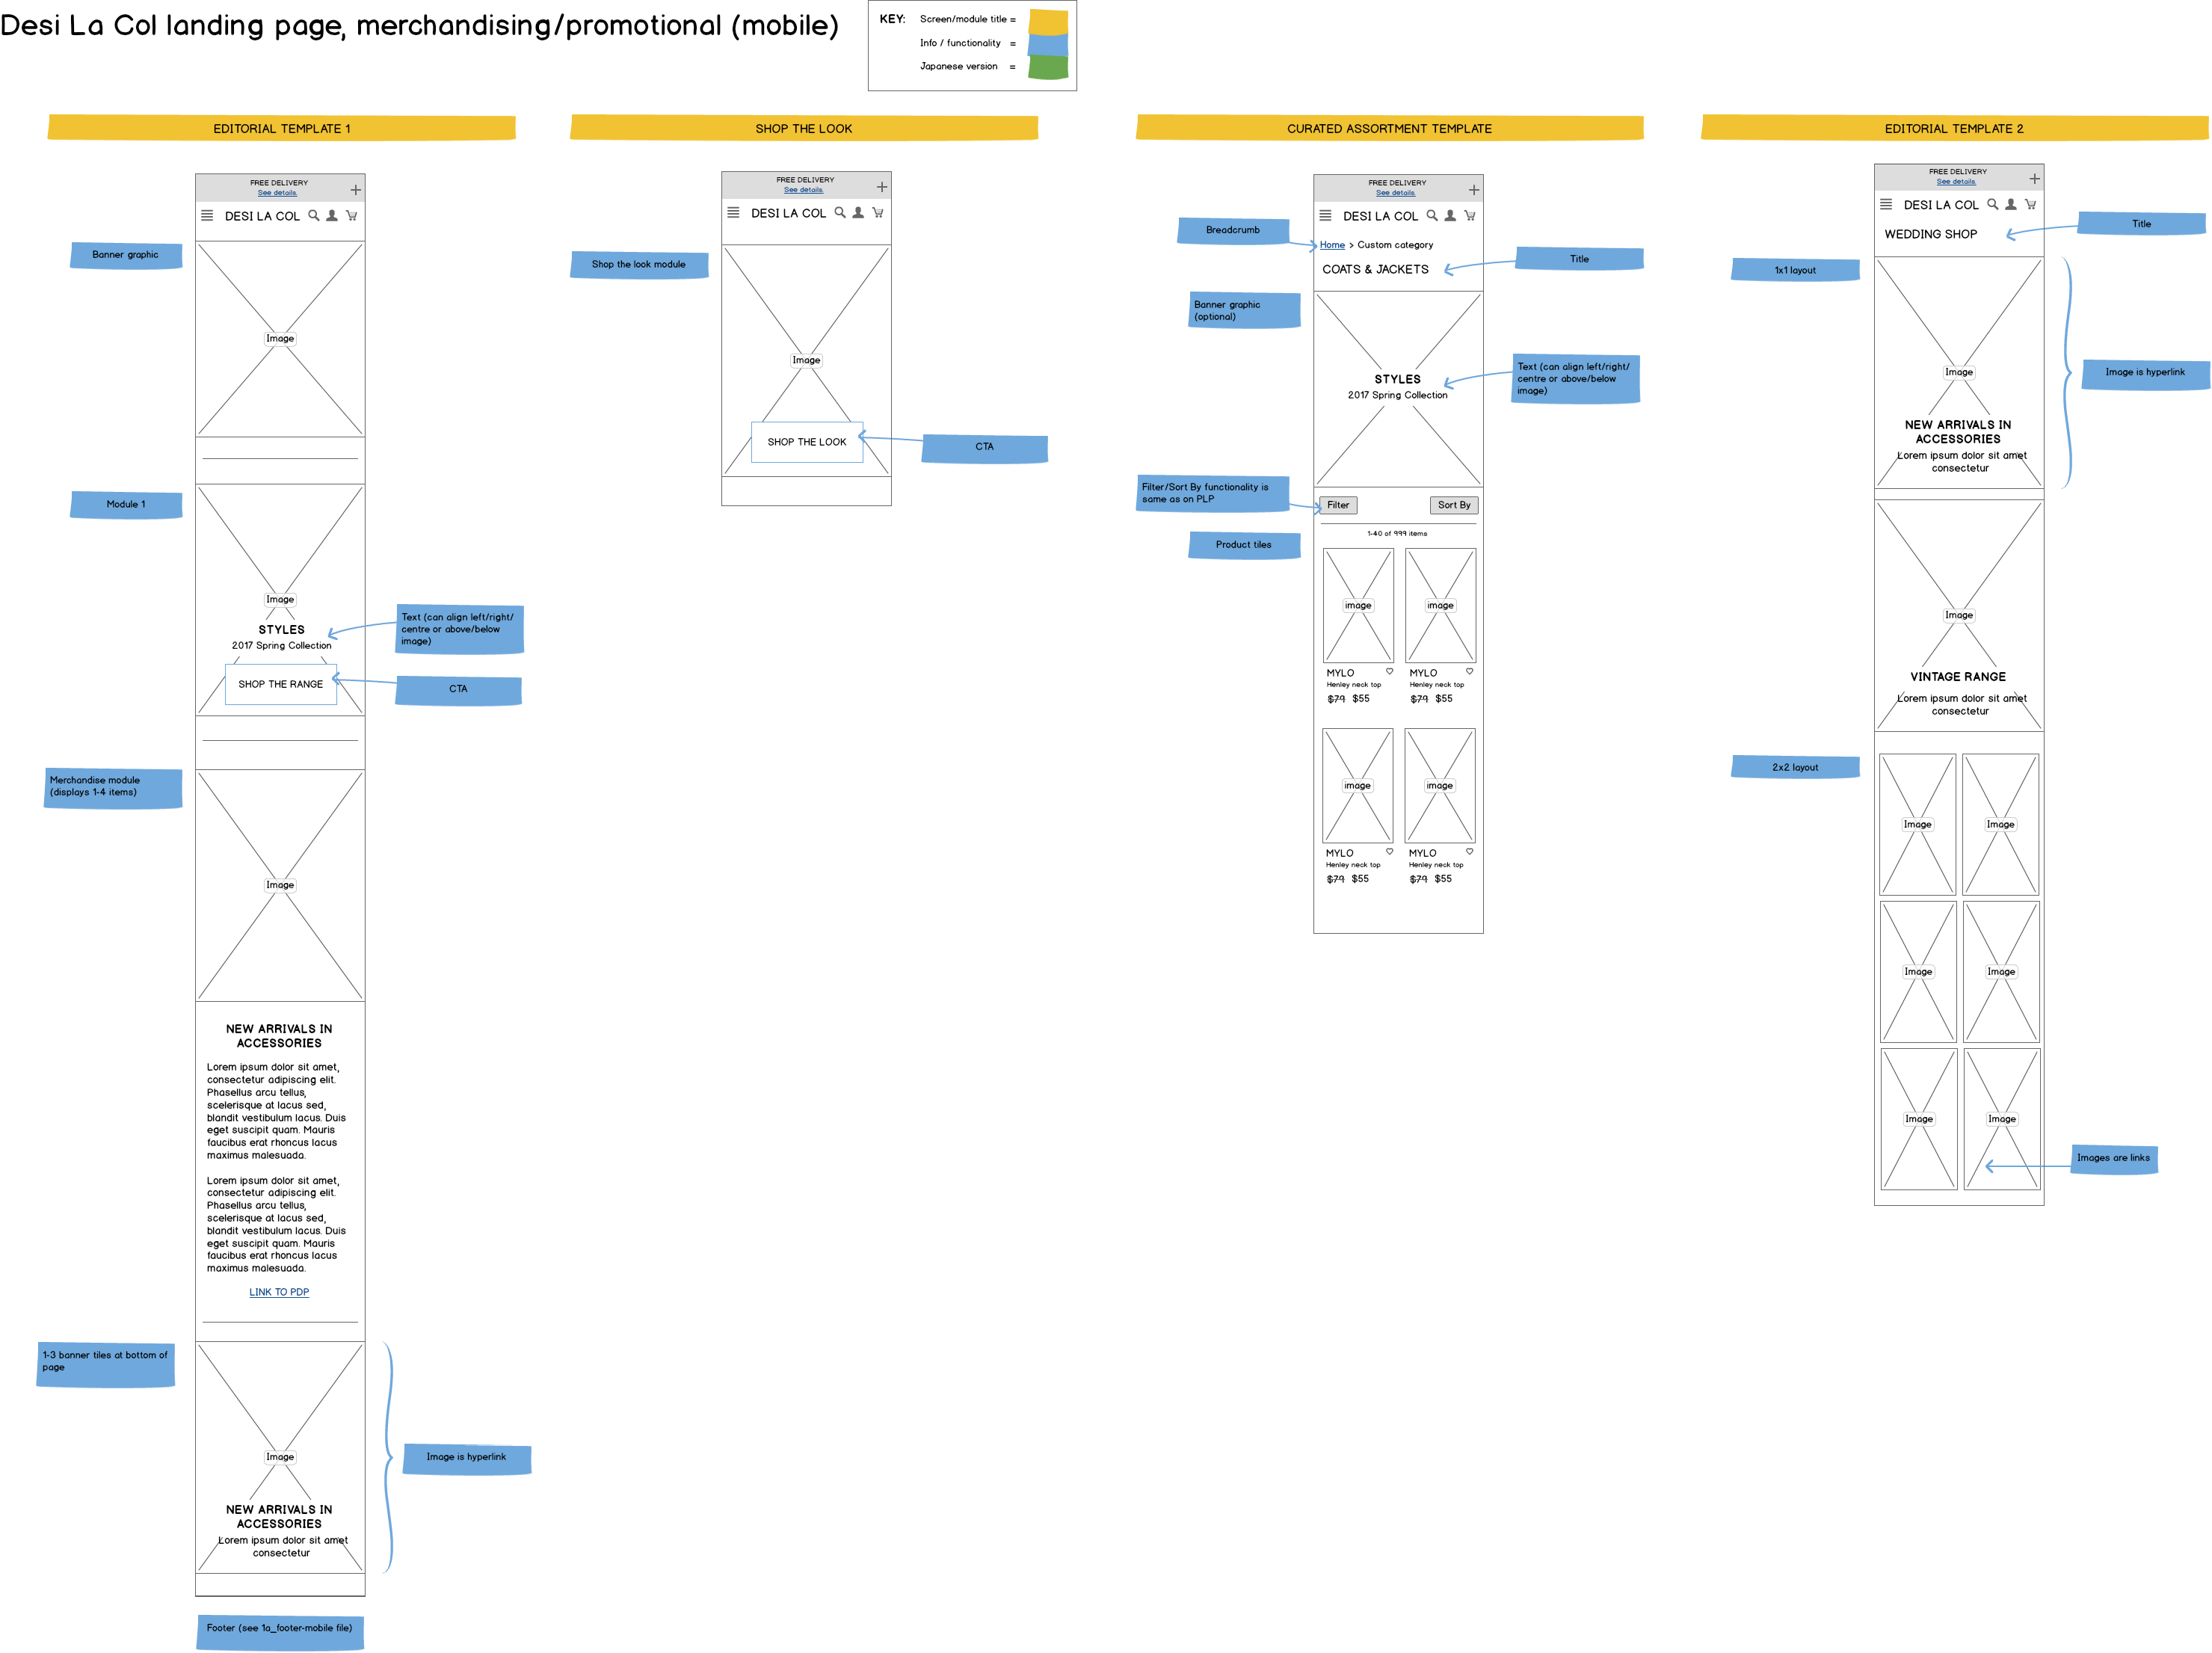 Desi La Col landing page, merchandising/promotional (mobile)
KEY:
Screen/module title =
Info / functionality =
Japanese version =
EDITORIAL TEMPLATE 1
FREE DELIVERY
See details.
DESI LA COL
Banner graphic
Image
Module 1
Image
STYLES
2017 Spring Collection
SHOP THE RANGE
Text (can align left/right/
centre or above/below
image)
CTA
Merchandise module
(displays 1-4 items)
Image
NEW ARRIVALS IN
ACCESSORIES
Lorem ipsum dolor sit amet,
consectetur adipiscing elit.
Phasellus arcu tellus,
scelerisque at lacus sed,
blandit vestibulum lacus. Duis
eget suscipit quam. Mauris
faucibus erat rhoncus lacus
maximus malesuada.
Lorem ipsum dolor sit amet,
consectetur adipiscing elit.
Phasellus arcu tellus,
scelerisque at lacus sed,
blandit vestibulum lacus. Duis
eget suscipit quam. Mauris
faucibus erat rhoncus lacus
maximus malesuada.
LINK TO PDP
1-3 banner tiles at bottom of
page
Image
NEW ARRIVALS IN
ACCESSORIES
Lorem ipsum dolor sit amet
consectetur
Image is hyperlink
Footer (see 1a_footer-mobile file)
SHOP THE LOOK
FREE DELIVERY
See details.
DESI LA COL
Shop the look module
Image
SHOP THE LOOK
CTA
CURATED ASSORTMENT TEMPLATE
FREE DELIVERY
See details.
DESI LA COL
Breadcrumb
Home > Custom category
COATS & JACKETS
Title
Banner graphic
(optional)
STYLES
2017 Spring Collection
Text (can align left/right/
centre or above/below
image)
Filter/Sort By functionality is
same as on PLP
Filter
Sort By
1-40 of 999 items
Product tiles
image
image
MYLO
Henley neck top
$79 $55
MYLO
Henley neck top
$79 $55
image
image
MYLO
Henley neck top
$79 $55
MYLO
Henley neck top
$79 $55
EDITORIAL TEMPLATE 2
FREE DELIVERY
See details.
DESI LA COL
WEDDING SHOP
Title
1x1 layout
Image
NEW ARRIVALS IN
ACCESSORIES
Lorem ipsum dolor sit amet
consectetur
Image is hyperlink
Image
VINTAGE RANGE
Lorem ipsum dolor sit amet
consectetur
2x2 layout
Image
Image
Image
Image
Image
Image
Images are links